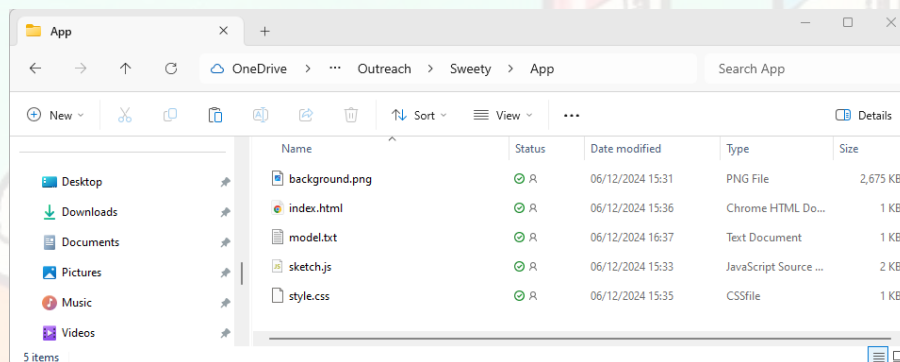 App
OneDrive > ... Outreach > Sweety > App
Search App
New
Sort
View
Details
Name Status Date modified Type Size
Desktop
Downloads
Documents
Pictures
Music
Videos
background.png 06/12/2024 15:31 PNG File 2,675 KB
index.html 06/12/2024 15:36 Chrome HTML Do... 1 KB
model.txt 06/12/2024 16:37 Text Document 1 KB
sketch.js 06/12/2024 15:33 JavaScript Source ... 2 KB
style.css 06/12/2024 15:35 CSSfile 1 KB
5 items